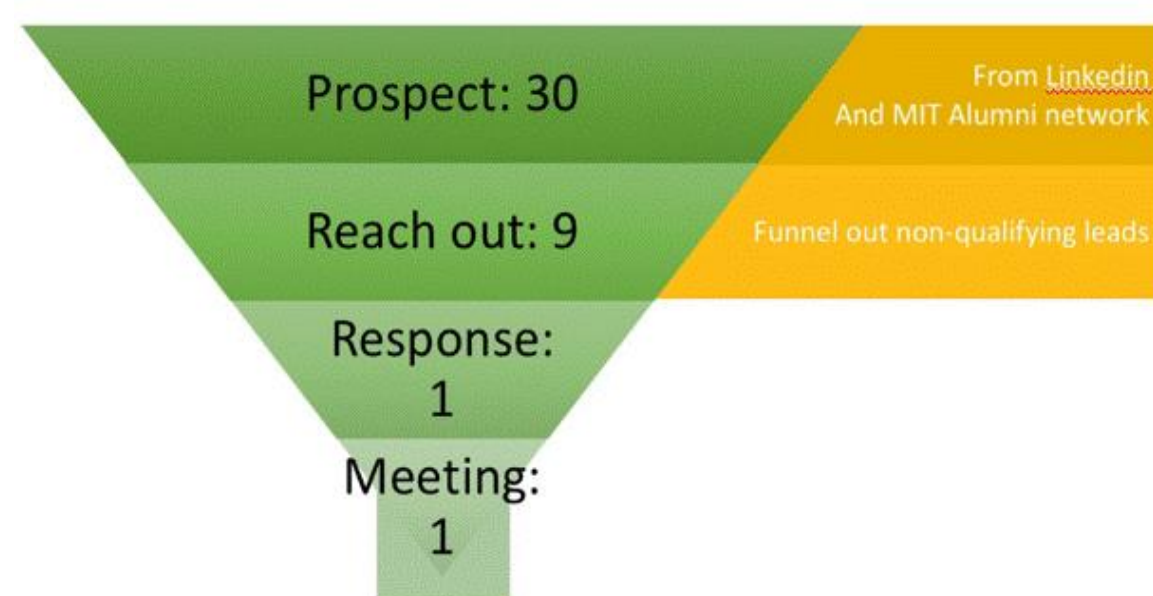 Prospect: 30
From Linkedin
And MIT Alumni network
Reach out: 9
Funnel out non-qualifying leads
Response:
1
Meeting:
1